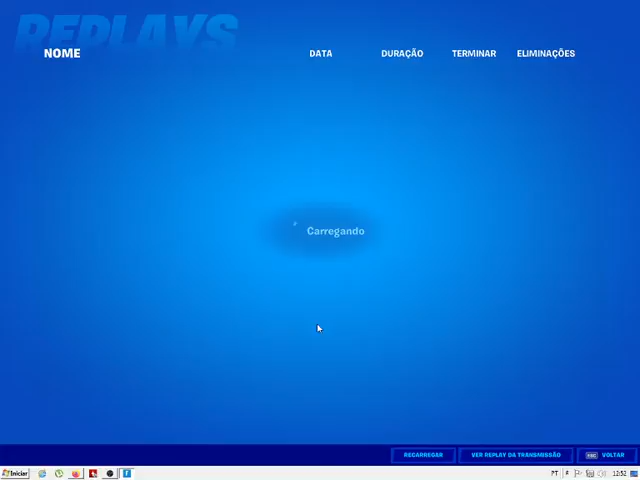 REPLAYS
NOME DATA DURAÇÃO TERMINAR ELIMINAÇÕES
Carregando
RECARREGAR VER REPLAY DA TRANSMISSÃO ESC VOLTAR
Iniciar PT 12:52